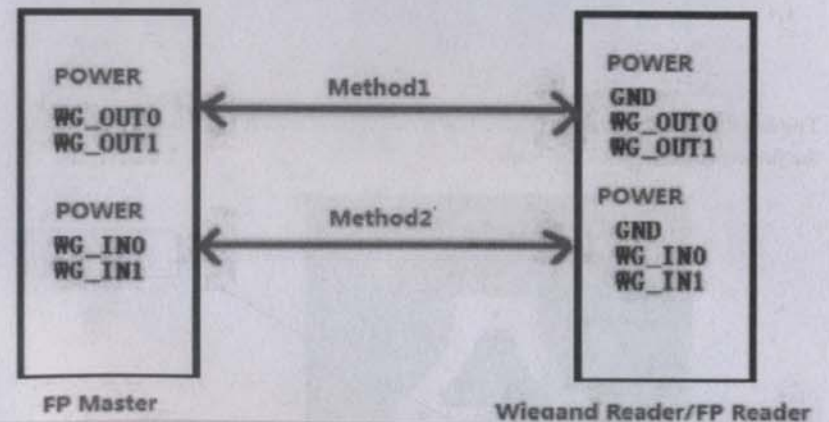 POWER
WG_OUT0
WG_OUT1
POWER
WG_IN0
WG_IN1
FP Master
Method1
Method2
POWER
GND
WG_OUT0
WG_OUT1
POWER
GND
WG_IN0
WG_IN1
Wiegand Reader/FP Reader